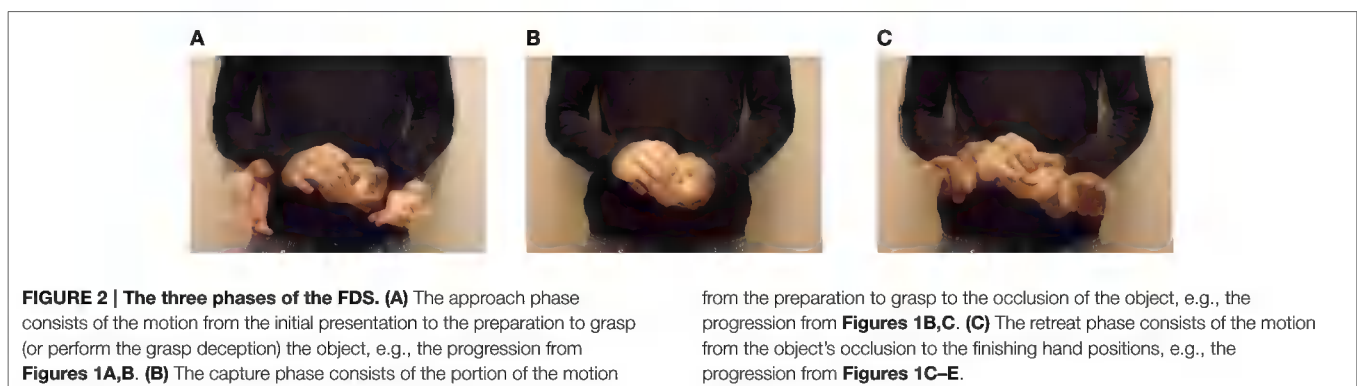 A
B
C
FIGURE 2 | The three phases of the FDS. (A) The approach phase
consists of the motion from the initial presentation to the preparation to grasp
(or perform the grasp deception) the object, e.g., the progression from
Figures 1A,B. (B) The capture phase consists of the portion of the motion
from the preparation to grasp to the occlusion of the object, e.g., the
progression from Figures 1B,C. (C) The retreat phase consists of the motion
from the object's occlusion to the finishing hand positions, e.g., the
progression from Figures 1C–E.